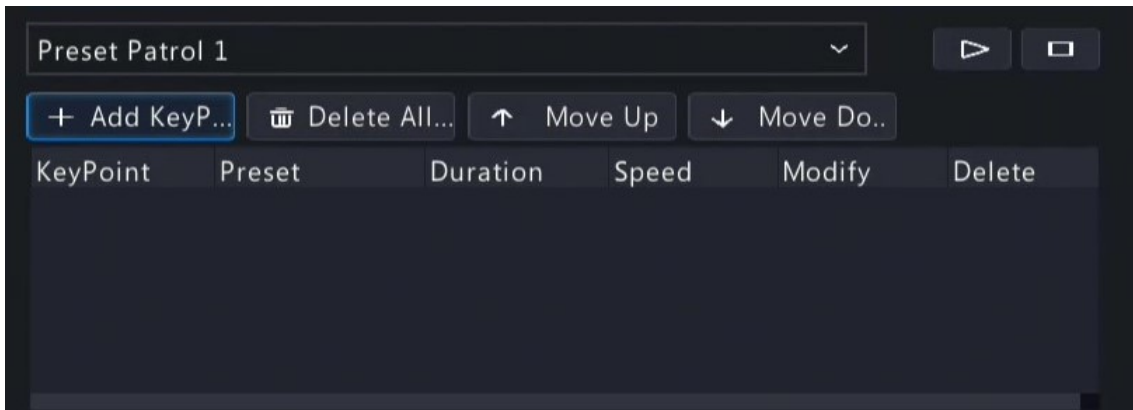 Preset Patrol 1
+ Add KeyP... Delete All... ↑ Move Up ↓ Move Do..
KeyPoint Preset Duration Speed Modify Delete